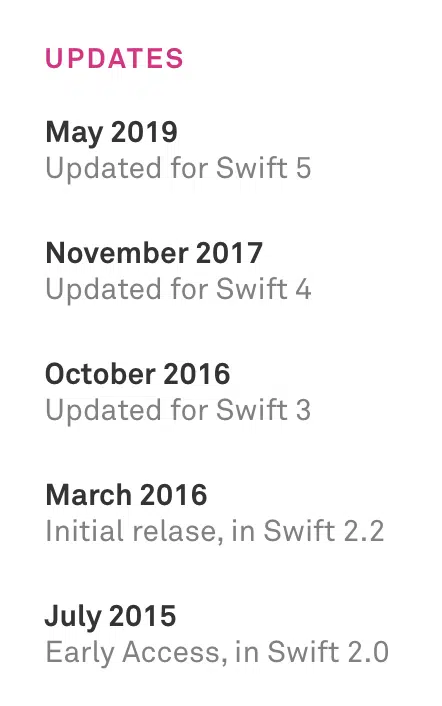 UPDATES
May 2019
Updated for Swift 5
November 2017
Updated for Swift 4
October 2016
Updated for Swift 3
March 2016
Initial relase, in Swift 2.2
July 2015
Early Access, in Swift 2.0